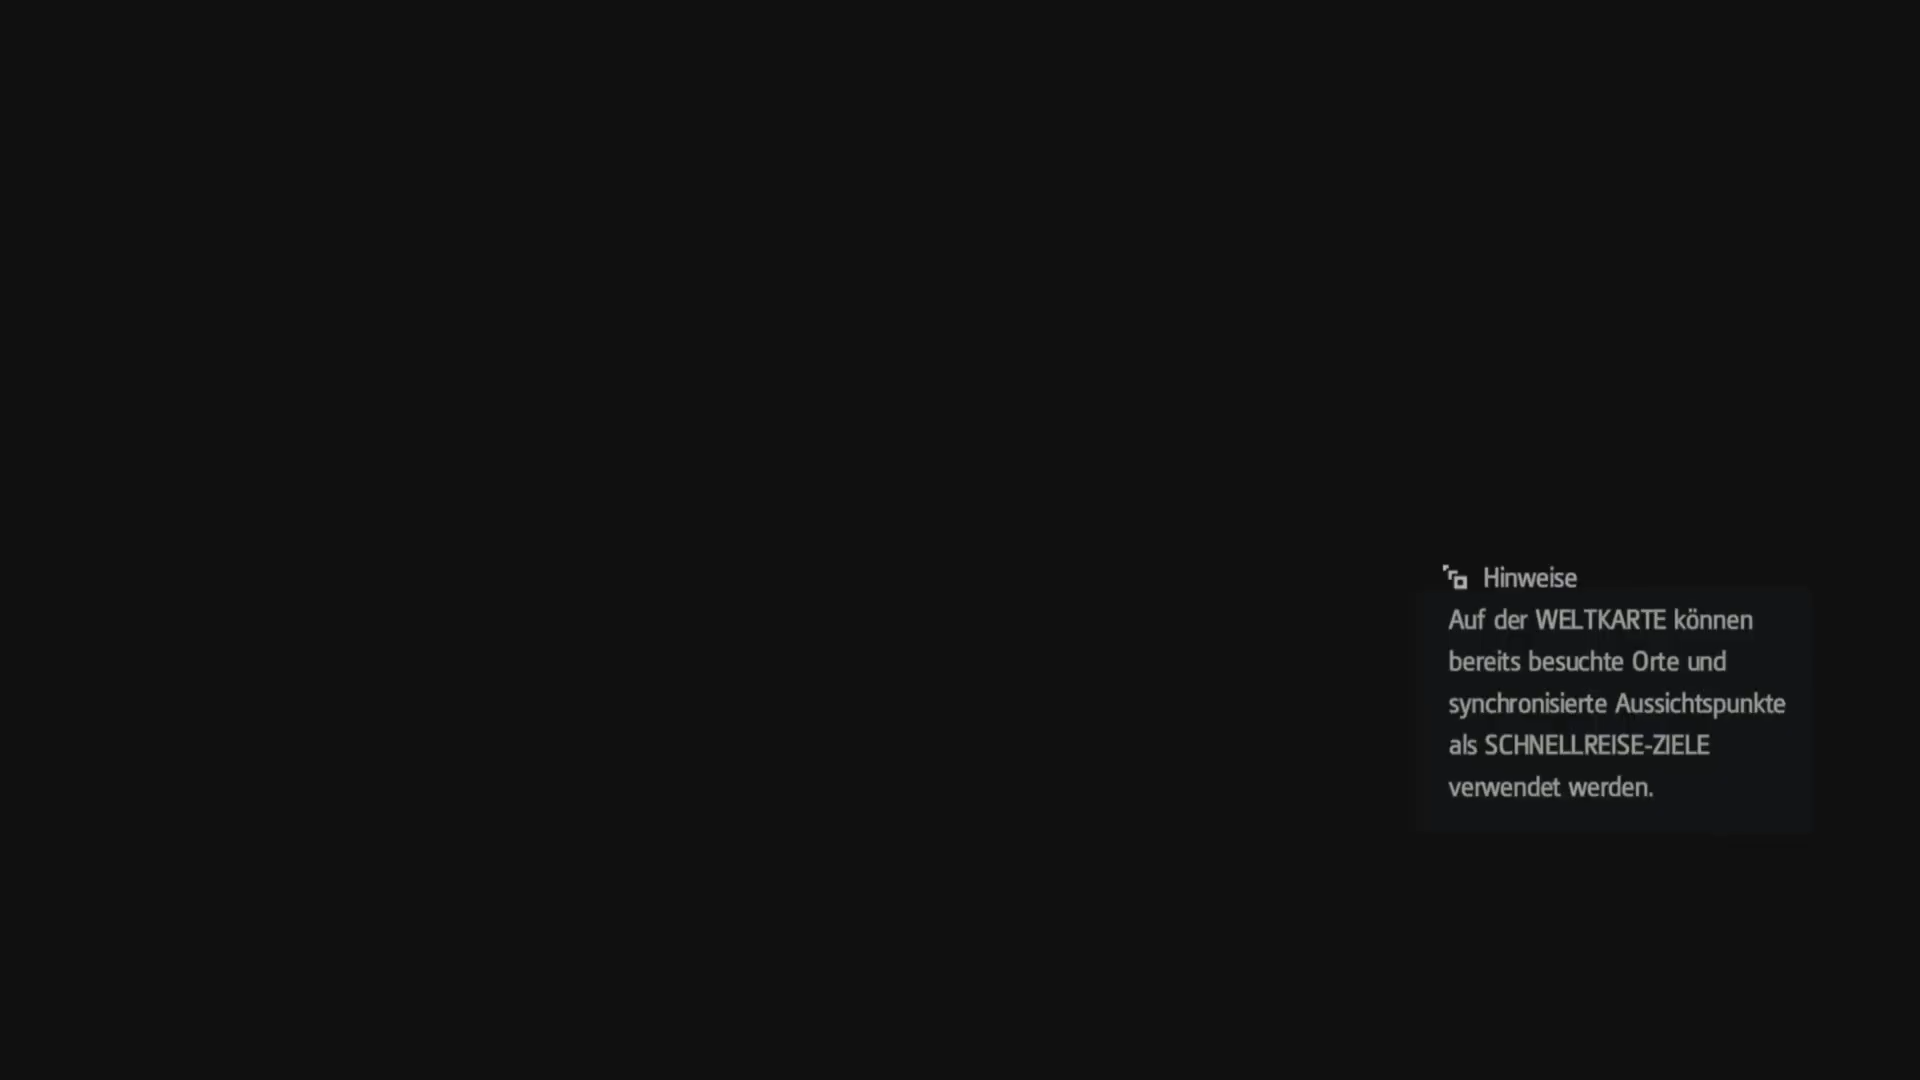 Hinweise
Auf der WELTKARTE können
bereits besuchte Orte und
synchronisierte Aussichtspunkte
als SCHNELLREISE-ZIELE
verwendet werden.